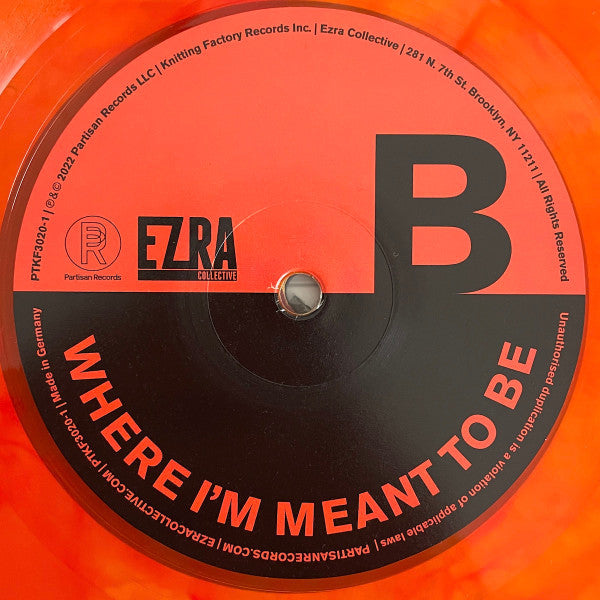 PTKF3020-1 | ℗&© 2022 Partisan Records LLC | Knitting Factory Records Inc. | Ezra Collective | 281 N. 7th St. Brooklyn, NY 11211 | All Rights Reserved
B
PR
Partisan Records
EZRA
COLLECTIVE
WHERE I'M MEANT TO BE
Made in Germany | PTKF3020-1 | EZRACOLLECTIVE.COM | PARTISANRECORDS.COM | Unauthorised duplication is a violation of applicable laws